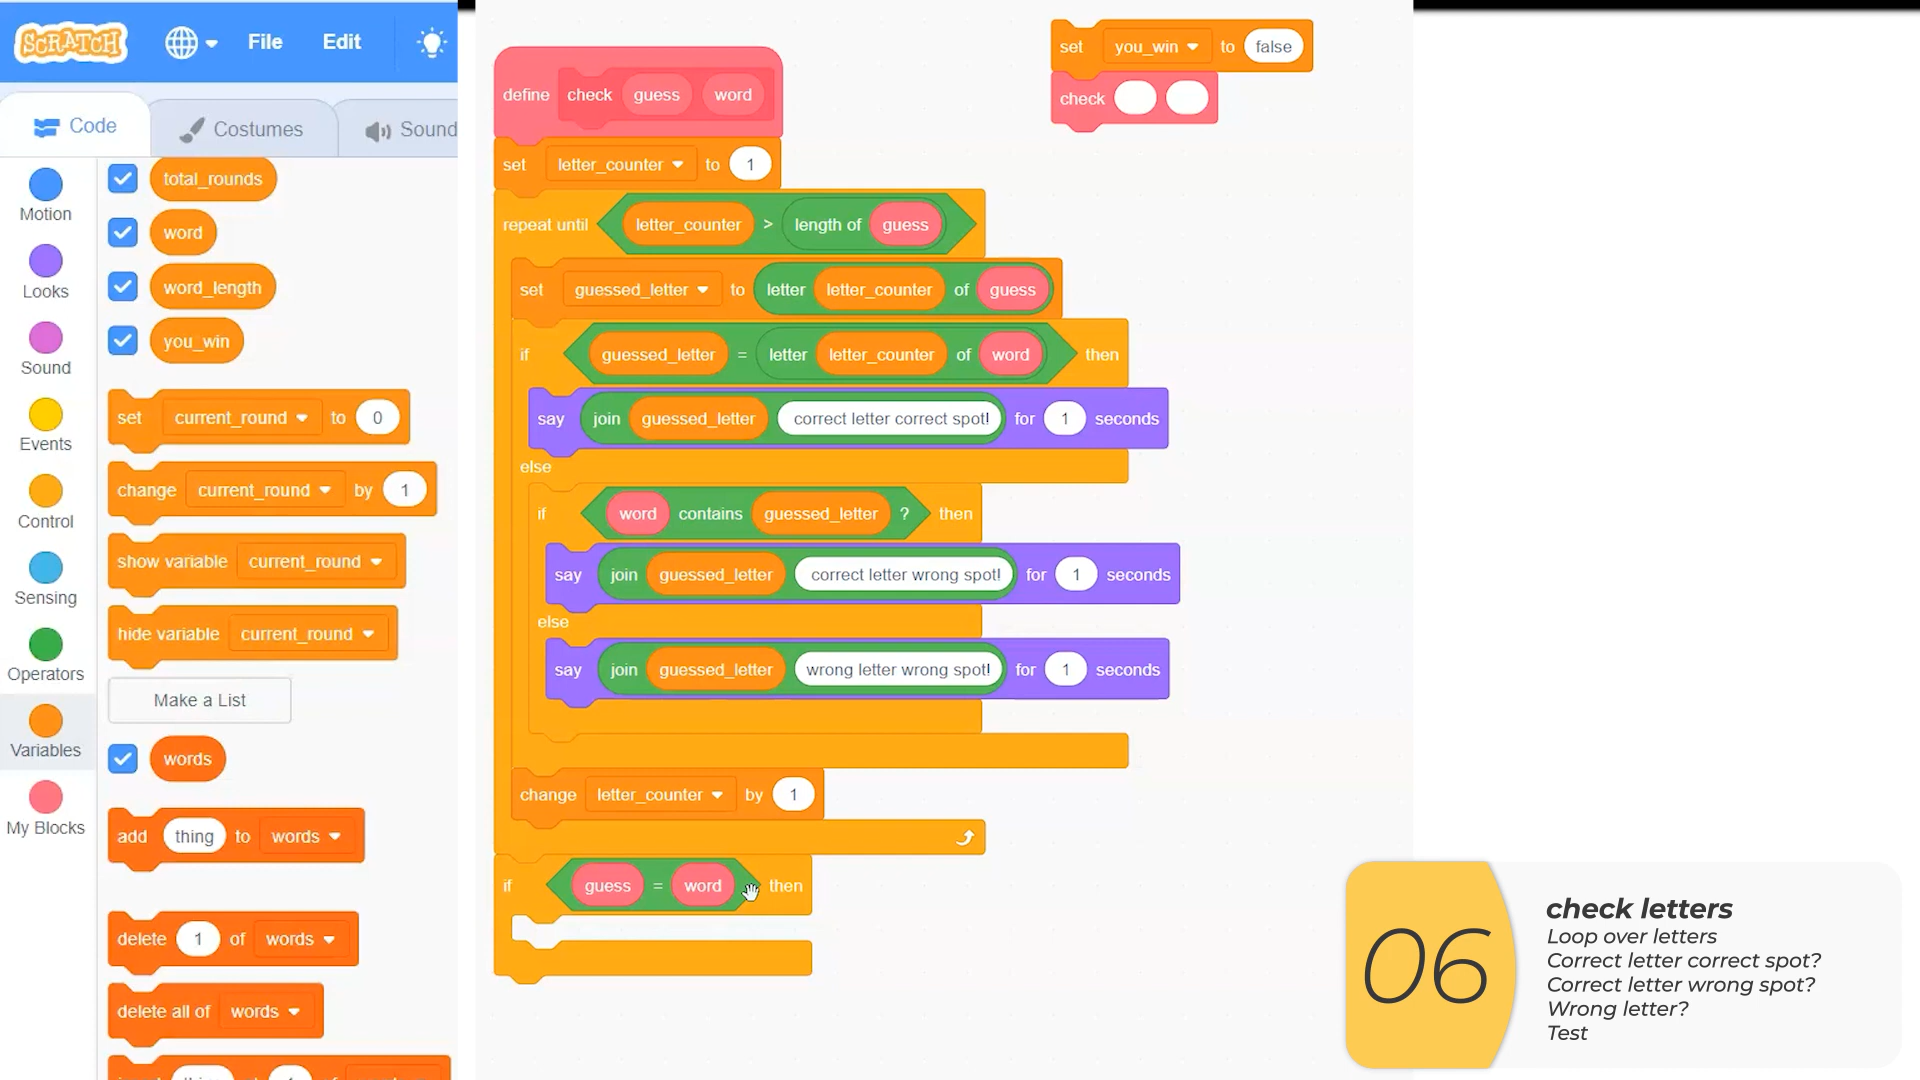 SCRATCH
File
Edit
Code
Costumes
Sound
Motion
Looks
Sound
Events
Control
Sensing
Operators
Variables
My Blocks
total_rounds
word
word_length
you_win
set current_round to 0
change current_round by 1
show variable current_round
hide variable current_round
Make a List
words
add thing to words
delete 1 of words
delete all of words
define check guess word
set letter_counter to 1
repeat until letter_counter > length of guess
set guessed_letter to letter letter_counter of guess
if guessed_letter = letter letter_counter of word then
say join guessed_letter correct letter correct spot! for 1 seconds
else
if word contains guessed_letter ? then
say join guessed_letter correct letter wrong spot! for 1 seconds
else
say join guessed_letter wrong letter wrong spot! for 1 seconds
change letter_counter by 1
if guess = word then
set you_win to false
check
06
check letters
Loop over letters
Correct letter correct spot?
Correct letter wrong spot?
Wrong letter?
Test